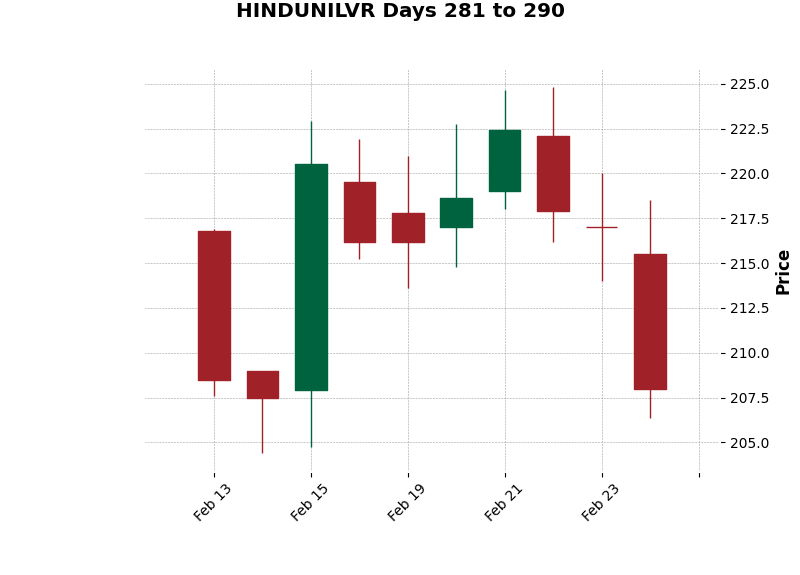 HINDUNILVR Days 281 to 290
225.0
222.5
220.0
217.5
215.0
212.5
210.0
207.5
205.0
Price
Feb 13
Feb 15
Feb 19
Feb 21
Feb 23